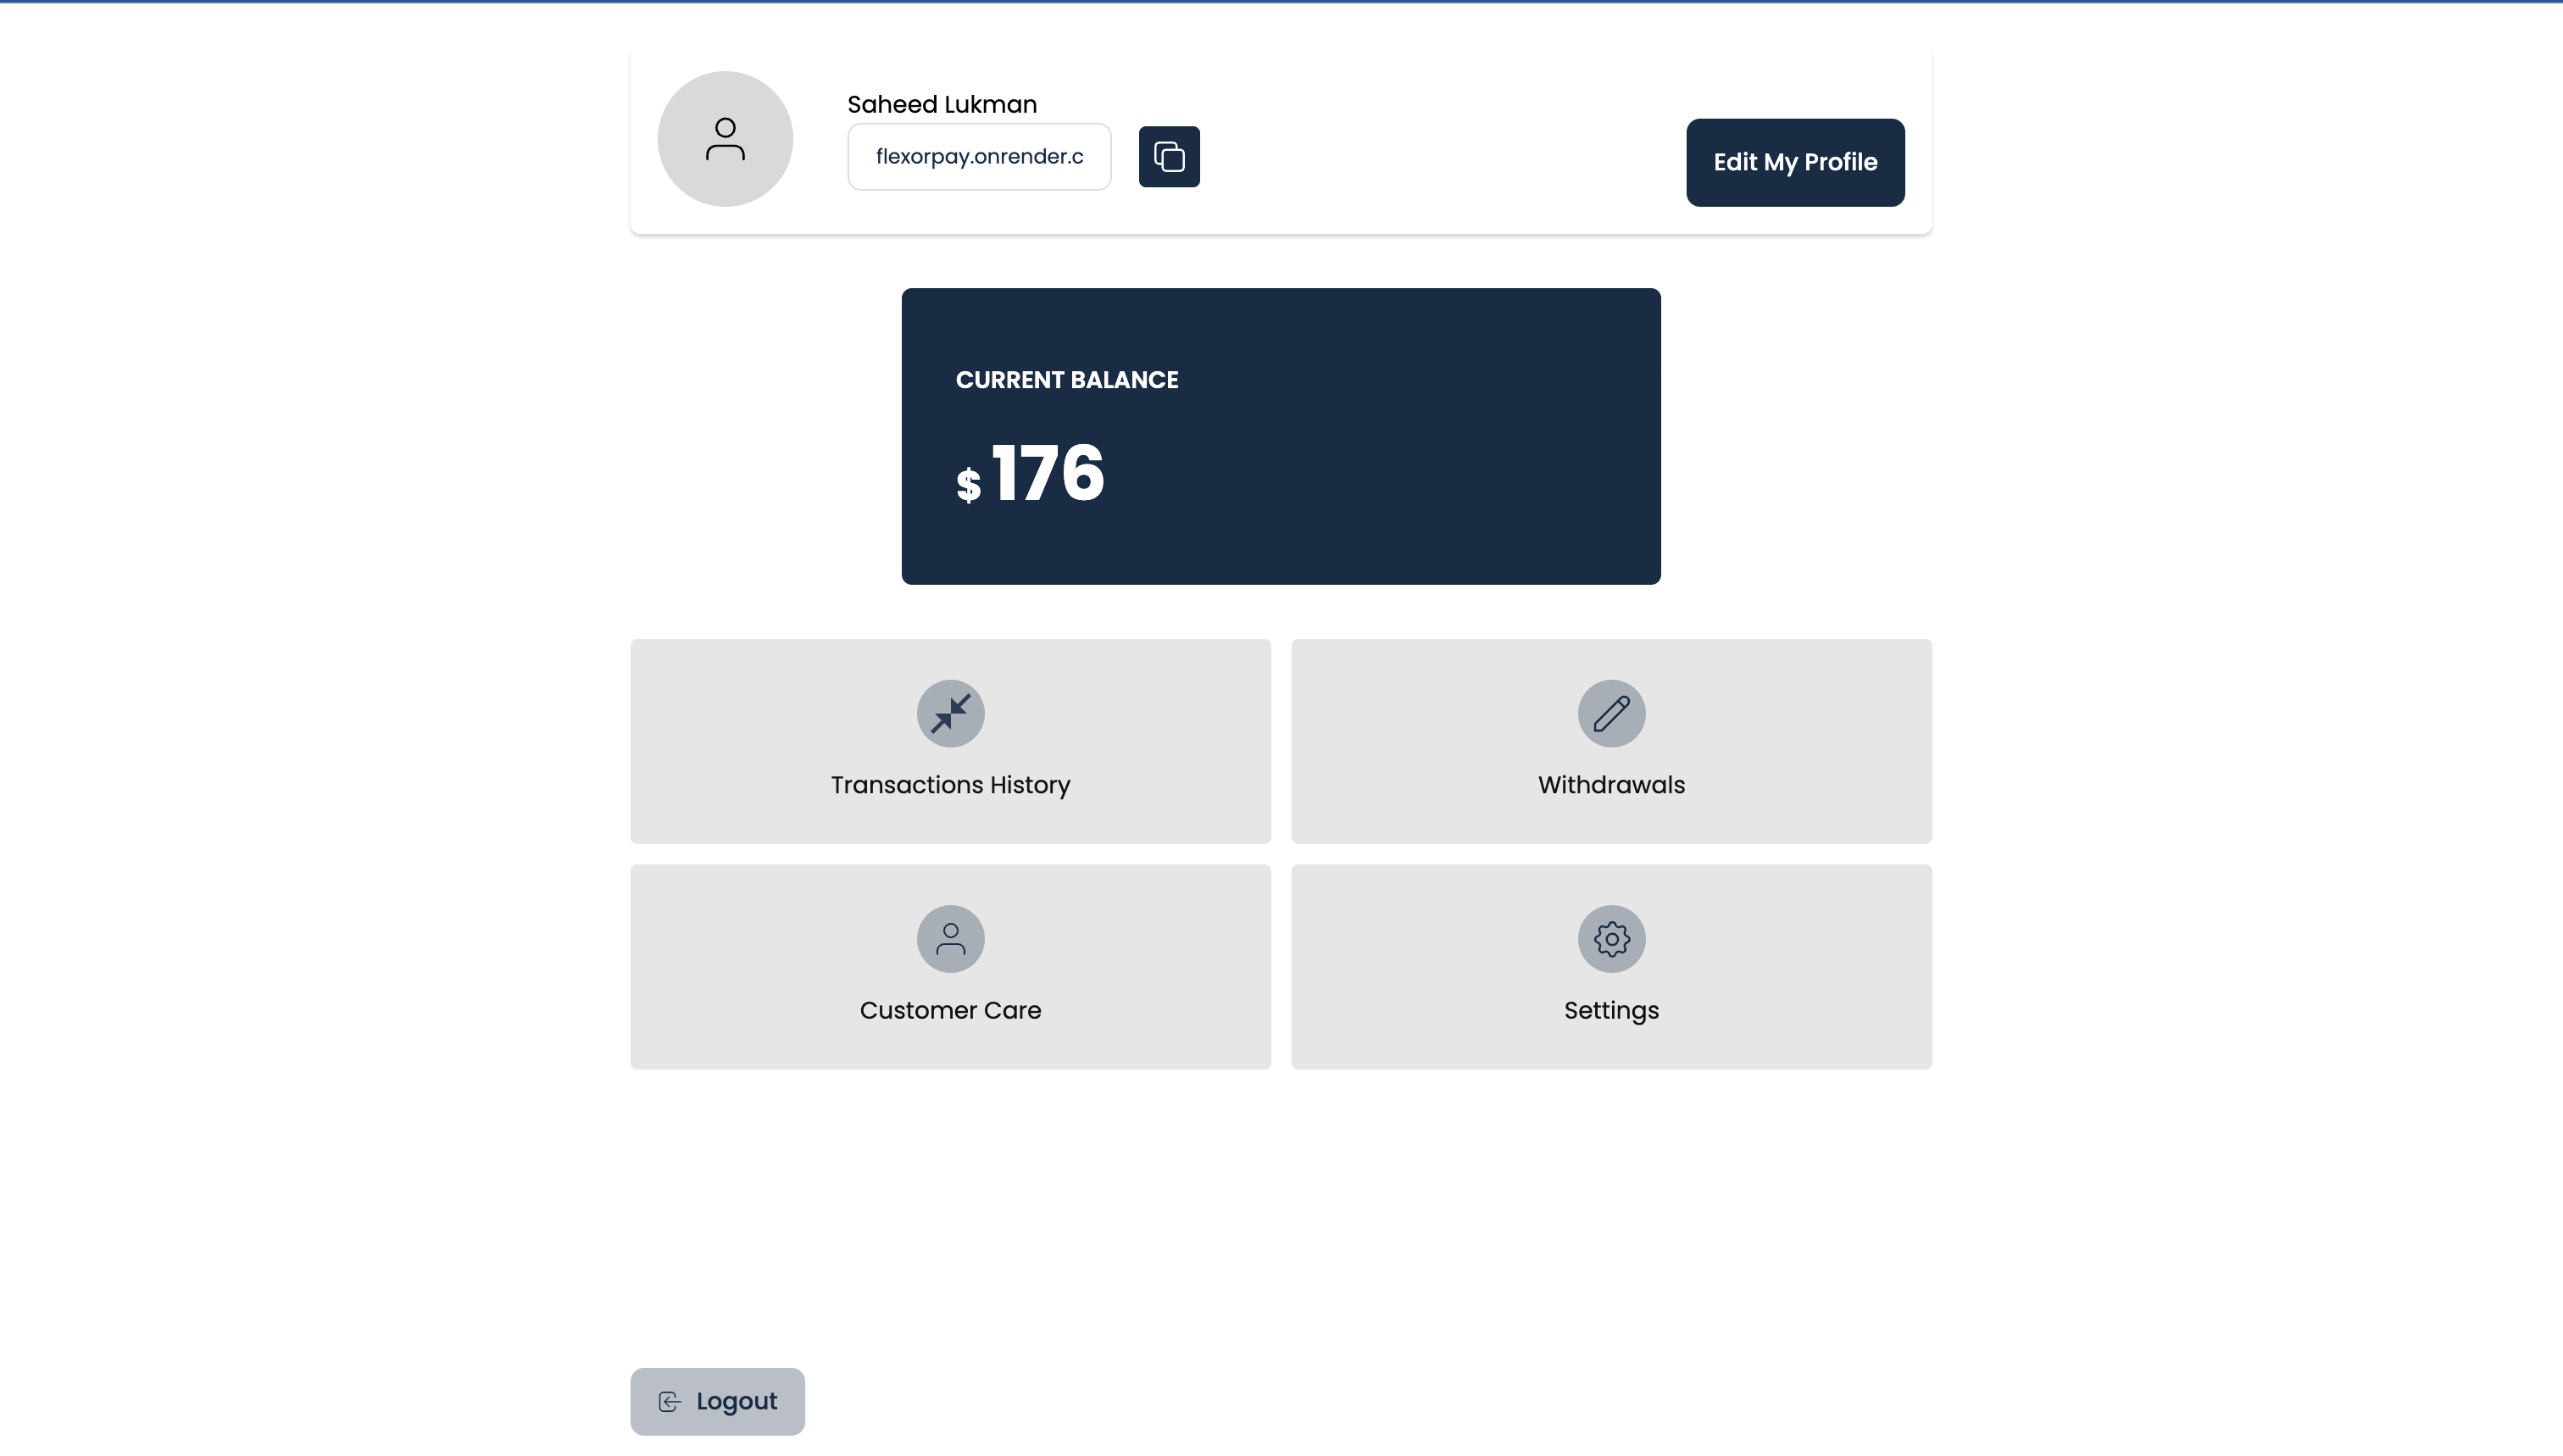 Saheed Lukman
flexorpay.onrender.c
Edit My Profile
CURRENT BALANCE
$ 176
Transactions History
Withdrawals
Customer Care
Settings
Logout